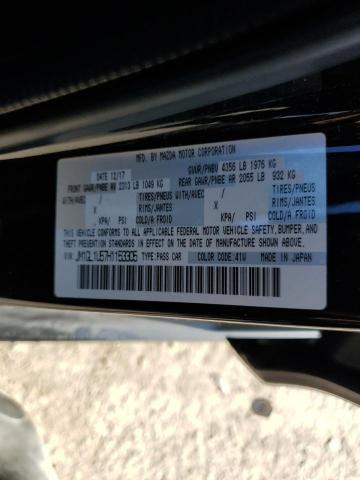 MFD. BY MAZDA MOTOR CORPORATION
DATE 12/17 GVWR/PNBV 4356 LB 1976 KG
FRONT GAWR/PNBE AV 2313 LB 1049 KG REAR GAWR/PNBE AR 2055 LB 932 KG
WITH/AVEC TIRES/PNEUS WITH/AVEC TIRES/PNEUS
X RIMS/JANTES X RIMS/JANTES
KPA/ PSI COLD/A FROID KPA/ PSI COLD/A FROID
THIS VEHICLE CONFORMS TO ALL APPLICABLE FEDERAL MOTOR VEHICLE SAFETY,
BUMPER, AND THEFT PREVENTION STANDARDS IN EFFECT ON THE DATE OF
MANUFACTURE SHOWN ABOVE.
VIN: TYPE:PASS CAR COLOR CODE:41W MADE IN JAPAN